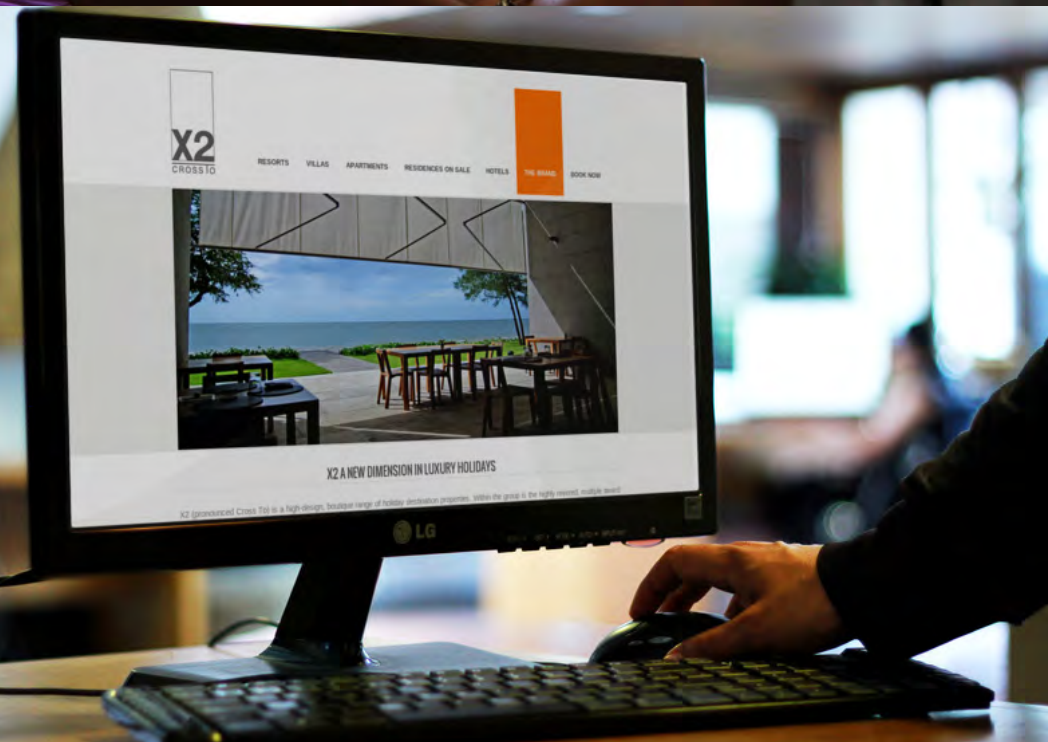 X2
CROSSTO
RESORTS VILLAS APARTMENTS RESIDENCES ON SALE HOTELS THE BRAND BOOK NOW
X2 A NEW DIMENSION IN LUXURY HOLIDAYS
X2 (pronounced Cross To) is a high-design, boutique range of holiday destination properties. Within the group is the highly revered, multiple award
LG